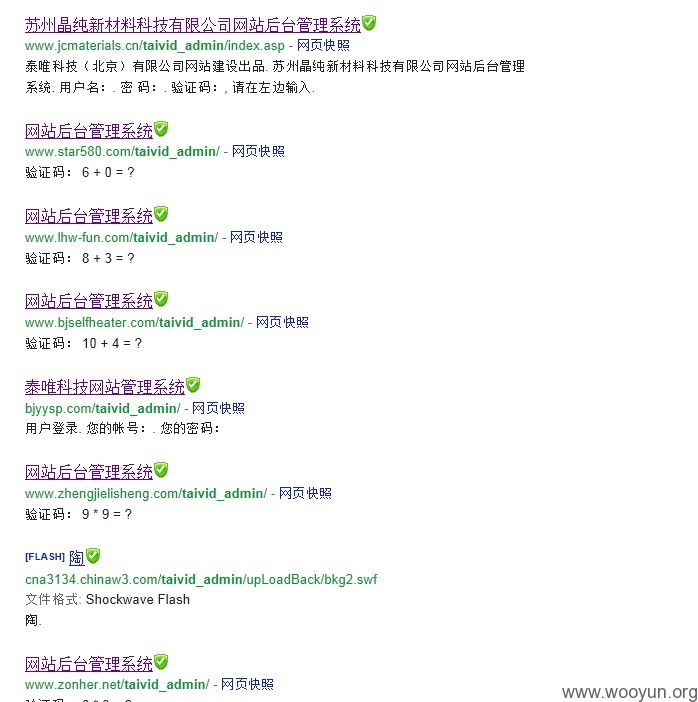 苏州晶纯新材料科技有限公司网站后台管理系统
www.jcmaterials.cn/taivid_admin/index.asp - 网页快照
泰唯科技（北京）有限公司网站建设出品. 苏州晶纯新材料科技有限公司网站后台管理
系统. 用户名：. 密 码：. 验证码：, 请在左边输入.
网站后台管理系统
www.star580.com/taivid_admin/ - 网页快照
验证码： 6 + 0 = ?
网站后台管理系统
www.lhw-fun.com/taivid_admin/ - 网页快照
验证码： 8 + 3 = ?
网站后台管理系统
www.bjselfheater.com/taivid_admin/ - 网页快照
验证码： 10 + 4 = ?
泰唯科技网站管理系统
bjyysp.com/taivid_admin/ - 网页快照
用户登录. 您的帐号：. 您的密码：
网站后台管理系统
www.zhengjielisheng.com/taivid_admin/ - 网页快照
验证码： 9 * 9 = ?
[FLASH] 陶
cna3134.chinaw3.com/taivid_admin/upLoadBack/bkg2.swf
文件格式: Shockwave Flash
陶.
网站后台管理系统
www.zonher.net/taivid_admin/ - 网页快照
www.wooyun.org